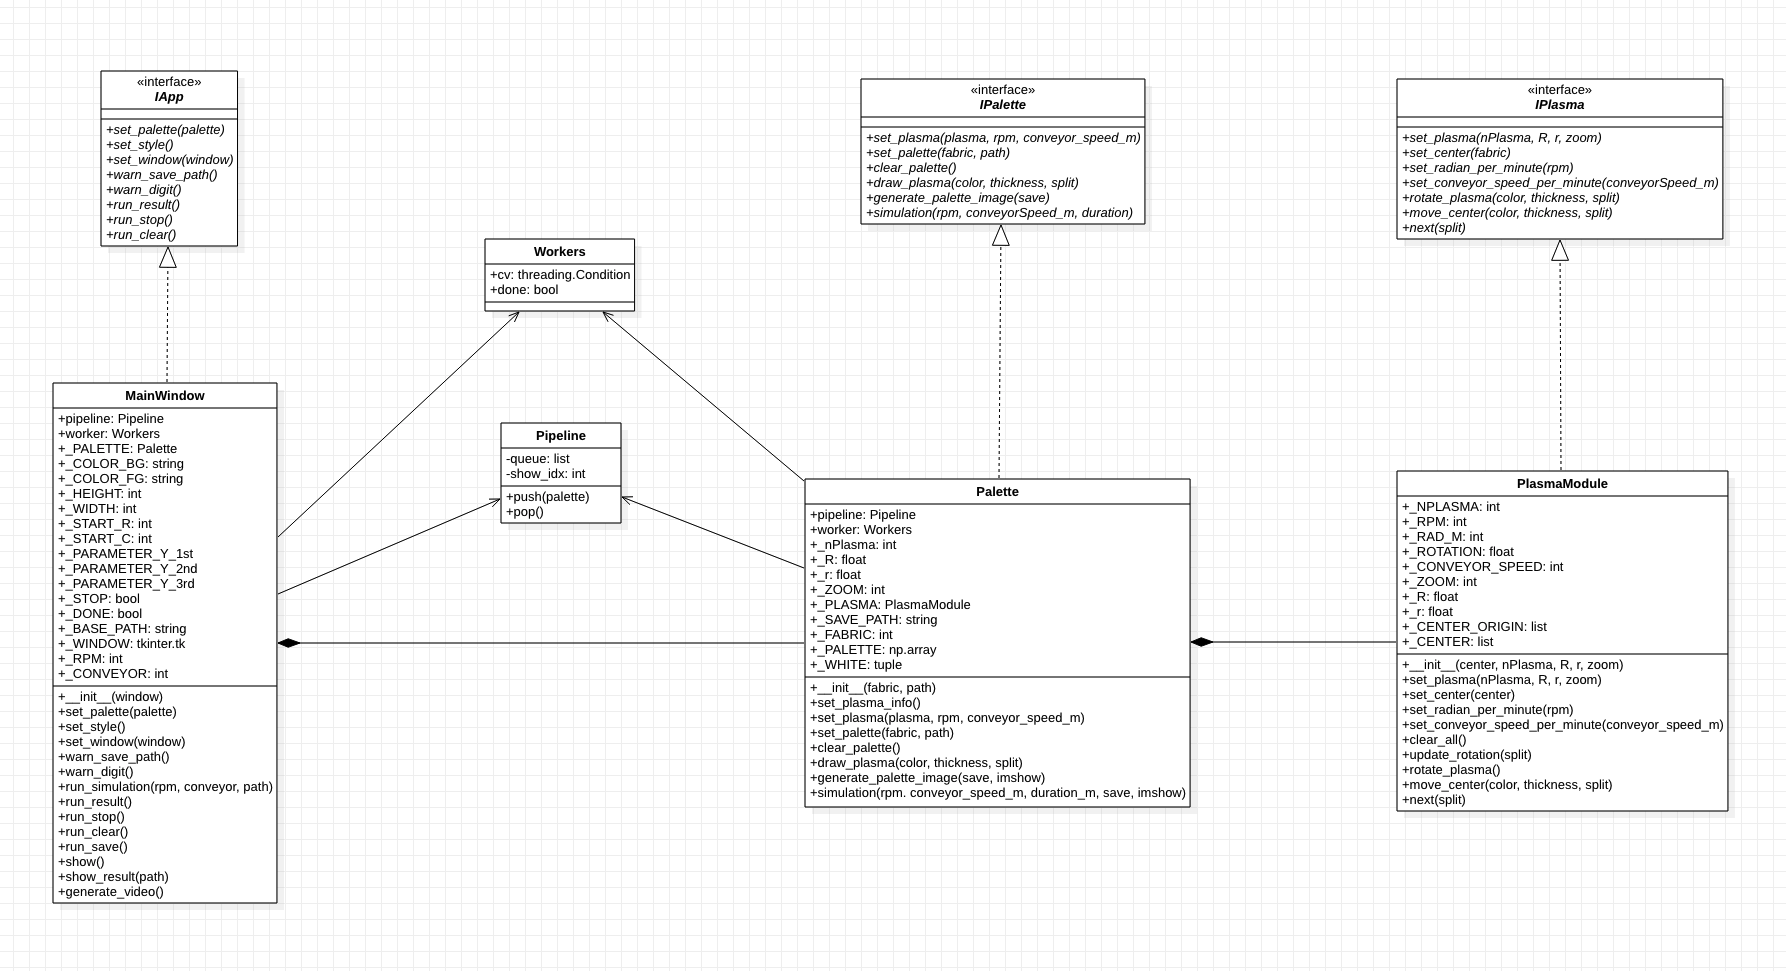 «interface»
IApp
+set_palette(palette)
+set_style()
+set_window(window)
+warn_save_path()
+warn_digit()
+run_result()
+run_stop()
+run_clear()
«interface»
IPalette
+set_plasma(plasma, rpm, conveyor_speed_m)
+set_palette(fabric, path)
+clear_palette()
+draw_plasma(color, thickness, split)
+generate_palette_image(save)
+simulation(rpm, conveyorSpeed_m, duration)
«interface»
IPlasma
+set_plasma(nPlasma, R, r, zoom)
+set_center(fabric)
+set_radian_per_minute(rpm)
+set_conveyor_speed_per_minute(conveyorSpeed_m)
+rotate_plasma(color, thickness, split)
+move_center(color, thickness, split)
+next(split)
Workers
+cv: threading.Condition
+done: bool
MainWindow
+pipeline: Pipeline
+worker: Workers
+_PALETTE: Palette
+_COLOR_BG: string
+_COLOR_FG: string
+_HEIGHT: int
+_WIDTH: int
+_START_R: int
+_START_C: int
+_PARAMETER_Y_1st
+_PARAMETER_Y_2nd
+_PARAMETER_Y_3rd
+_STOP: bool
+_DONE: bool
+_BASE_PATH: string
+_WINDOW: tkinter.tk
+_RPM: int
+_CONVEYOR: int
+__init__(window)
+set_palette(palette)
+set_style()
+set_window(window)
+warn_save_path()
+warn_digit()
+run_simulation(rpm, conveyor, path)
+run_result()
+run_stop()
+run_clear()
+run_save()
+show()
+show_result(path)
+generate_video()
Pipeline
-queue: list
-show_idx: int
+push(palette)
+pop()
Palette
+pipeline: Pipeline
+worker: Workers
+_nPlasma: int
+_R: float
+_r: float
+_ZOOM: int
+_PLASMA: PlasmaModule
+_SAVE_PATH: string
+_FABRIC: int
+_PALETTE: np.array
+_WHITE: tuple
+__init__(fabric, path)
+set_plasma_info()
+set_plasma(plasma, rpm, conveyor_speed_m)
+set_palette(fabric, path)
+clear_palette()
+draw_plasma(color, thickness, split)
+generate_palette_image(save, imshow)
+simulation(rpm. conveyor_speed_m, duration_m, save, imshow)
PlasmaModule
+_NPLASMA: int
+_RPM: int
+_RAD_M: int
+_ROTATION: float
+_CONVEYOR_SPEED: int
+_ZOOM: int
+_R: float
+_r: float
+_CENTER_ORIGIN: list
+_CENTER: list
+__init__(center, nPlasma, R, r, zoom)
+set_plasma(nPlasma, R, r, zoom)
+set_center(center)
+set_radian_per_minute(rpm)
+set_conveyor_speed_per_minute(conveyor_speed_m)
+clear_all()
+update_rotation(split)
+rotate_plasma()
+move_center(color, thickness, split)
+next(split)